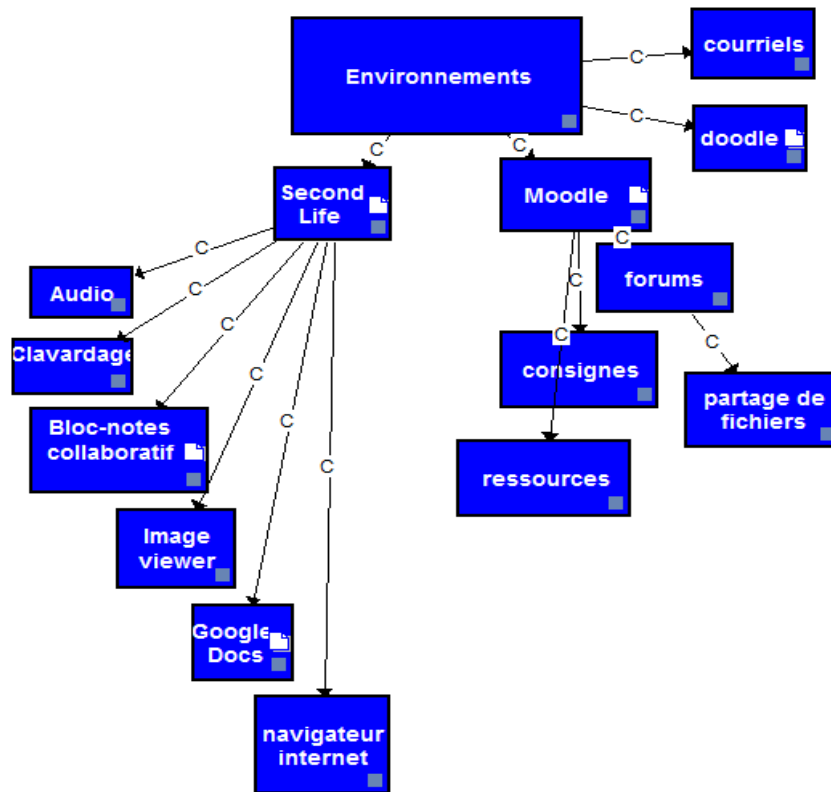 Environnements
courriels
C
C
doodle
C
C
Second
Life
Moodle
C
C
forums
Audio
C
C
Clavardage
C
C
C
consignes
C
partage de
fichiers
C
Bloc-notes
collaboratif
C
C
ressources
Image
viewer
Google
Docs
navigateur
internet